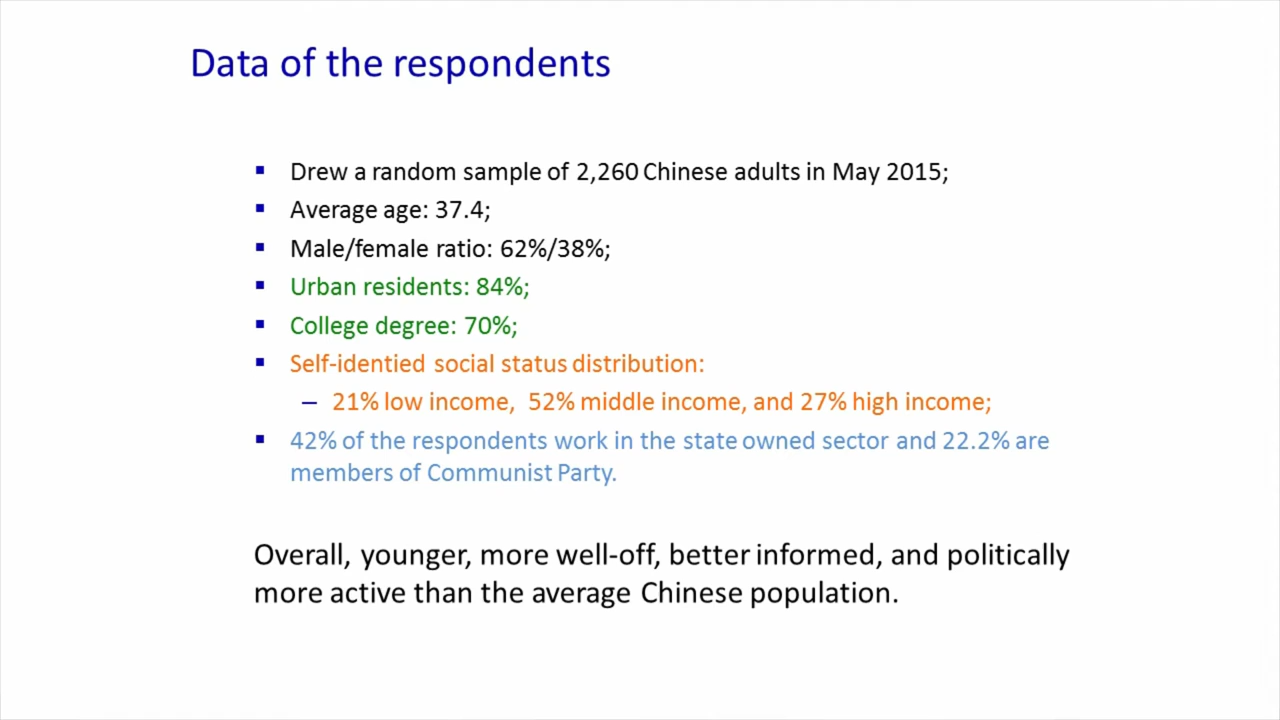 Data of the respondents
▪ Drew a random sample of 2,260 Chinese adults in May 2015;
▪ Average age: 37.4;
▪ Male/female ratio: 62%/38%;
▪ Urban residents: 84%;
▪ College degree: 70%;
▪ Self-identied social status distribution:
– 21% low income, 52% middle income, and 27% high income;
▪ 42% of the respondents work in the state owned sector and 22.2% are
members of Communist Party.
Overall, younger, more well-off, better informed, and politically
more active than the average Chinese population.